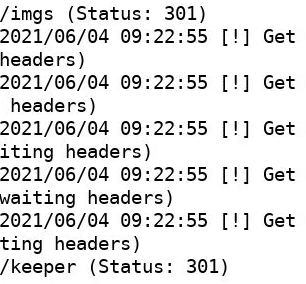 /imgs (Status: 301)
2021/06/04 09:22:55 [!] Get
headers)
2021/06/04 09:22:55 [!] Get
headers)
2021/06/04 09:22:55 [!] Get
iting headers)
2021/06/04 09:22:55 [!] Get
waiting headers)
2021/06/04 09:22:55 [!] Get
ting headers)
/keeper (Status: 301)